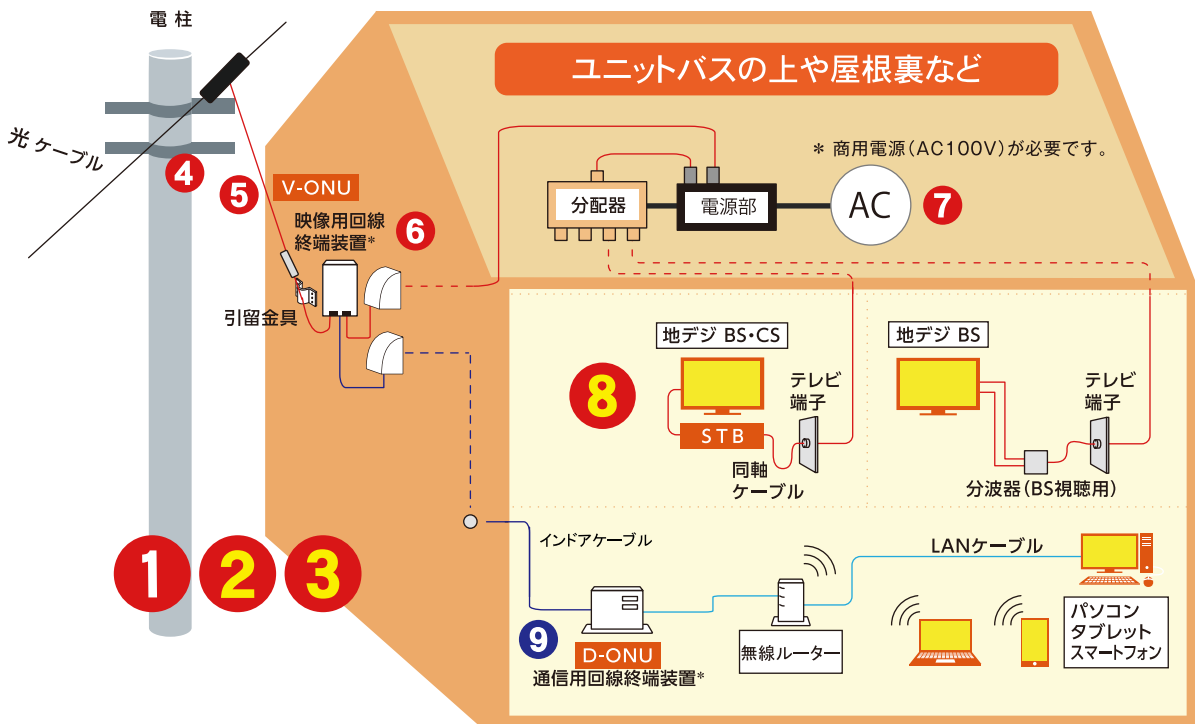 電柱
ユニットバスの上や屋根裏など
光ケーブル
* 商用電源(AC100V)が必要です。
4
5
V-ONU
映像用回線
終端装置*
6
分配器
電源部
AC
7
引留金具
地デジ BS・CS
地デジ BS
8
テレビ
端子
テレビ
端子
STB
同軸
ケーブル
分波器(BS視聴用)
1
2
3
インドアケーブル
LANケーブル
9
D-ONU
通信用回線終端装置*
無線ルーター
パソコン
タブレット
スマートフォン